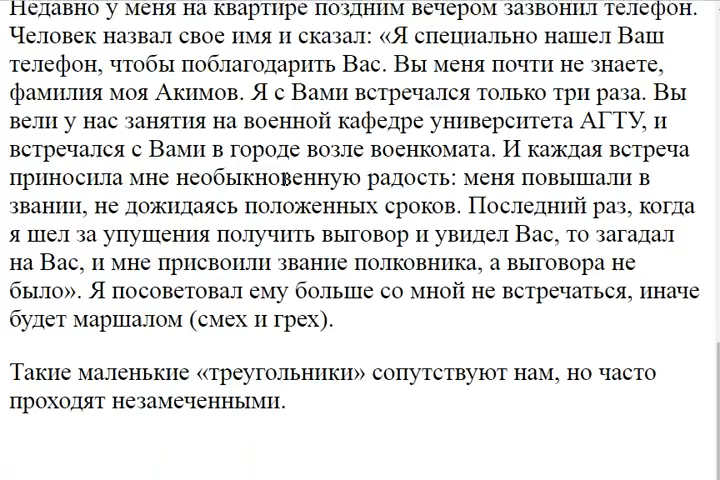 Недавно у меня на квартире поздним вечером зазвонил телефон.
Человек назвал свое имя и сказал: «Я специально нашел Ваш
телефон, чтобы поблагодарить Вас. Вы меня почти не знаете,
фамилия моя Акимов. Я с Вами встречался только три раза. Вы
вели у нас занятия на военной кафедре университета АГТУ, и
встречался с Вами в городе возле военкомата. И каждая встреча
приносила мне необыкновенную радость: меня повышали в
звании, не дожидаясь положенных сроков. Последний раз, когда
я шел за упущения получить выговор и увидел Вас, то загадал
на Вас, и мне присвоили звание полковника, а выговора не
было». Я посоветовал ему больше со мной не встречаться, иначе
будет маршалом (смех и грех).
Такие маленькие «треугольники» сопутствуют нам, но часто
проходят незамеченными.